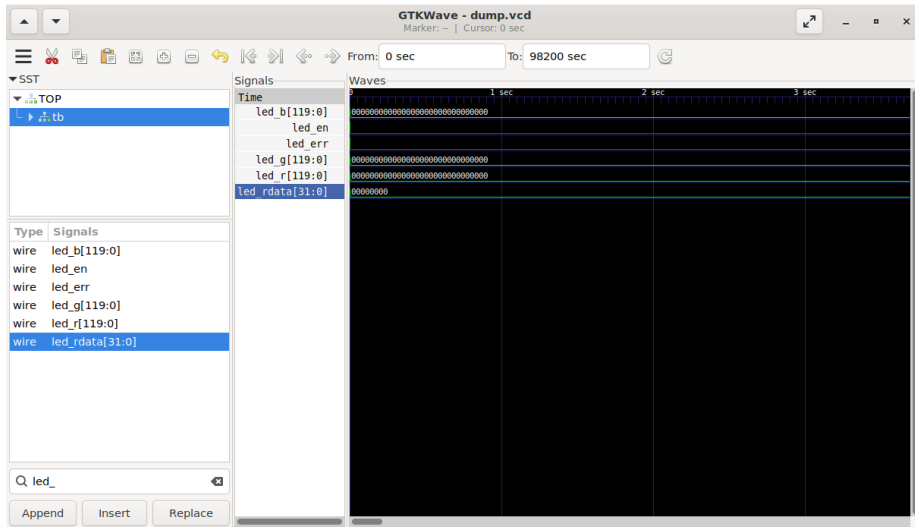 GTKWave - dump.vcd
Marker: -- | Cursor: 0 sec
From: 0 sec To: 98200 sec
SST
TOP
tb
Type Signals
wire led_b[119:0]
wire led_en
wire led_err
wire led_g[119:0]
wire led_r[119:0]
wire led_rdata[31:0]
led_
Append Insert Replace
Signals
Time
led_b[119:0]
led_en
led_err
led_g[119:0]
led_r[119:0]
led_rdata[31:0]
Waves
0 1 sec 2 sec 3 sec
000000000000000000000000000000
000000000000000000000000000000
000000000000000000000000000000
00000000